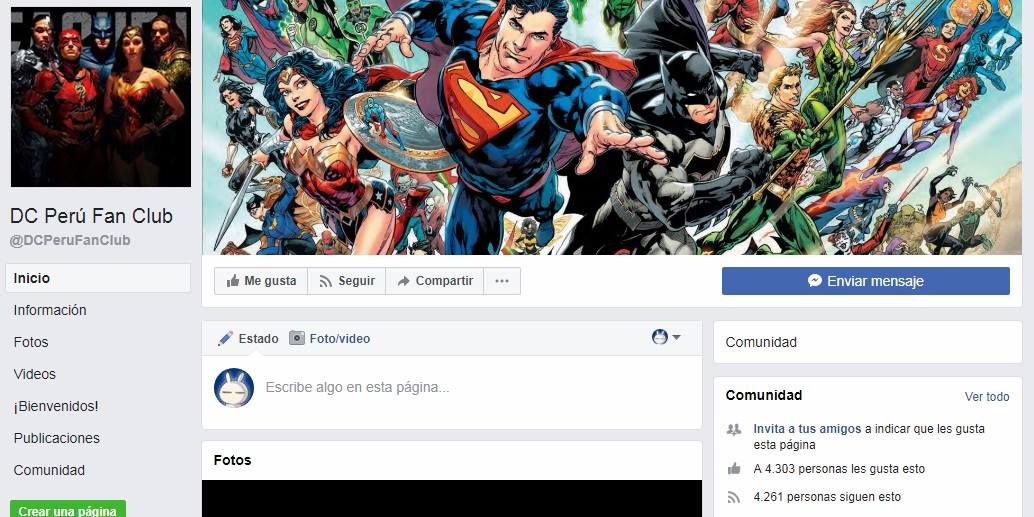 DC Perú Fan Club
@DCPeruFanClub
Inicio
Información
Fotos
Videos
¡Bienvenidos!
Publicaciones
Comunidad
Crear una página
Me gusta
Seguir
Compartir
Enviar mensaje
Estado
Foto/video
Escribe algo en esta página...
Fotos
Comunidad
Comunidad
Ver todo
Invita a tus amigos a indicar que les gusta
esta página
A 4.303 personas les gusta esto
4.261 personas siguen esto